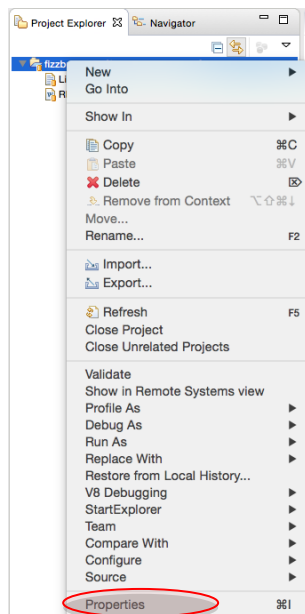 Project Explorer Navigator
fizzb
Li
R
New
Go Into
Show In
Copy ⌘C
Paste ⌘V
Delete ⌦
Remove from Context ⌥⇧⌘↓
Move...
Rename... F2
Import...
Export...
Refresh F5
Close Project
Close Unrelated Projects
Validate
Show in Remote Systems view
Profile As
Debug As
Run As
Replace With
Restore from Local History...
V8 Debugging
StartExplorer
Team
Compare With
Configure
Source
Properties ⌘I